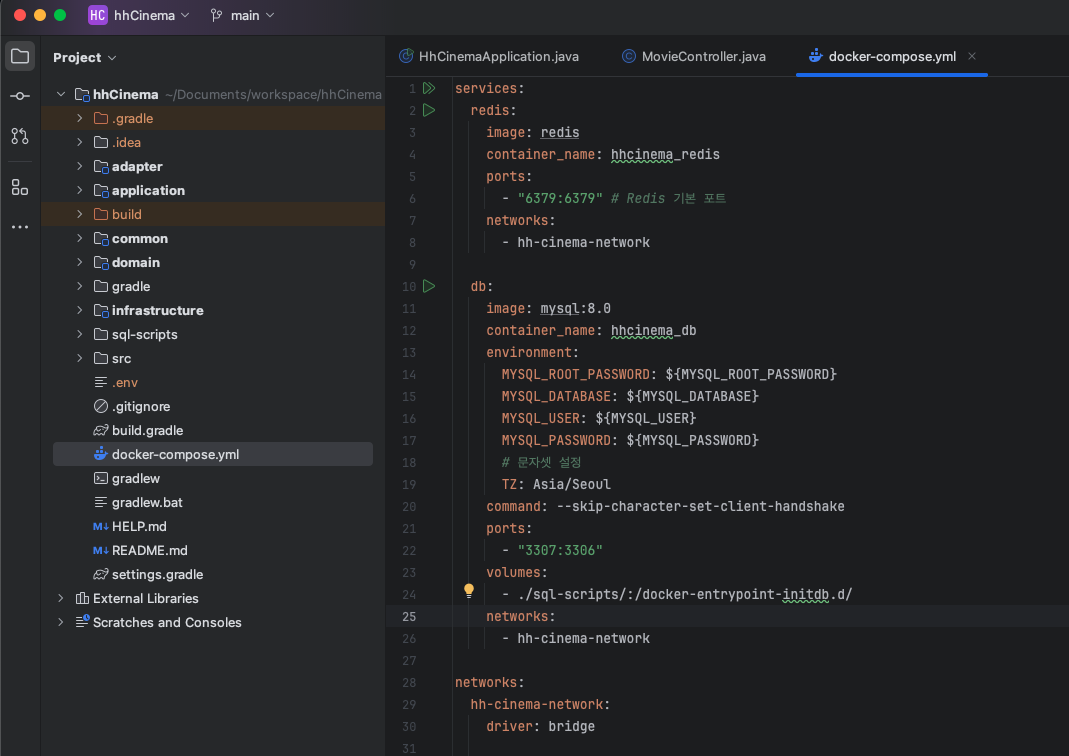 HC hhCinema main
Project
HhCinemaApplication.java MovieController.java docker-compose.yml
hhCinema ~/Documents/workspace/hhCinema
.gradle
.idea
adapter
application
build
common
domain
gradle
infrastructure
sql-scripts
src
.env
.gitignore
build.gradle
docker-compose.yml
gradlew
gradlew.bat
M↓ HELP.md
M↓ README.md
settings.gradle
External Libraries
Scratches and Consoles
1 services:
2 redis:
3 image: redis
4 container_name: hhcinema_redis
5 ports:
6 - "6379:6379" # Redis 기본 포트
7 networks:
8 - hh-cinema-network
9
10 db:
11 image: mysql:8.0
12 container_name: hhcinema_db
13 environment:
14 MYSQL_ROOT_PASSWORD: ${MYSQL_ROOT_PASSWORD}
15 MYSQL_DATABASE: ${MYSQL_DATABASE}
16 MYSQL_USER: ${MYSQL_USER}
17 MYSQL_PASSWORD: ${MYSQL_PASSWORD}
18 # 문자셋 설정
19 TZ: Asia/Seoul
20 command: --skip-character-set-client-handshake
21 ports:
22 - "3307:3306"
23 volumes:
24 - ./sql-scripts/:/docker-entrypoint-initdb.d/
25 networks:
26 - hh-cinema-network
27
28 networks:
29 hh-cinema-network:
30 driver: bridge
31